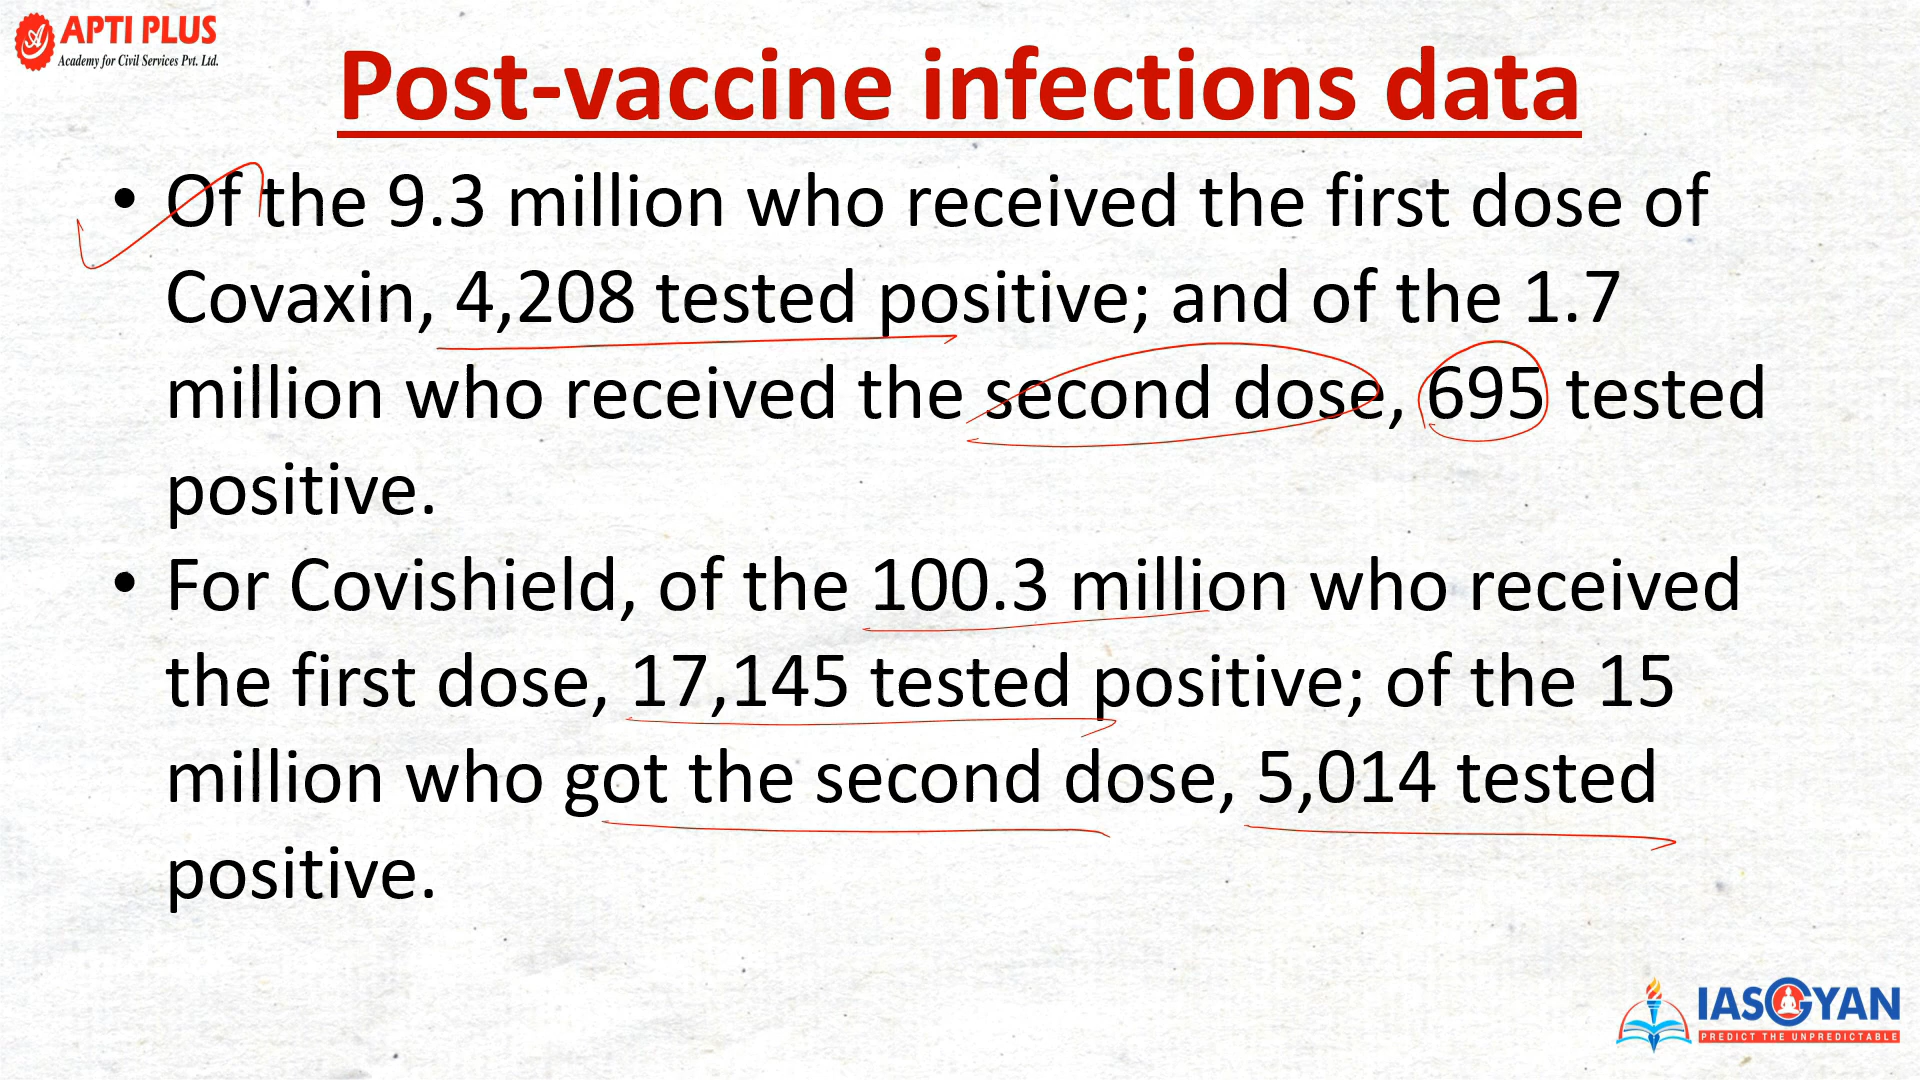 APTI PLUS
Academy for Civil Services Pvt. Ltd.
Post-vaccine infections data
• Of the 9.3 million who received the first dose of
Covaxin, 4,208 tested positive; and of the 1.7
million who received the second dose, 695 tested
positive.
• For Covishield, of the 100.3 million who received
the first dose, 17,145 tested positive; of the 15
million who got the second dose, 5,014 tested
positive.
IASGYAN
PREDICT THE UNPREDICTABLE